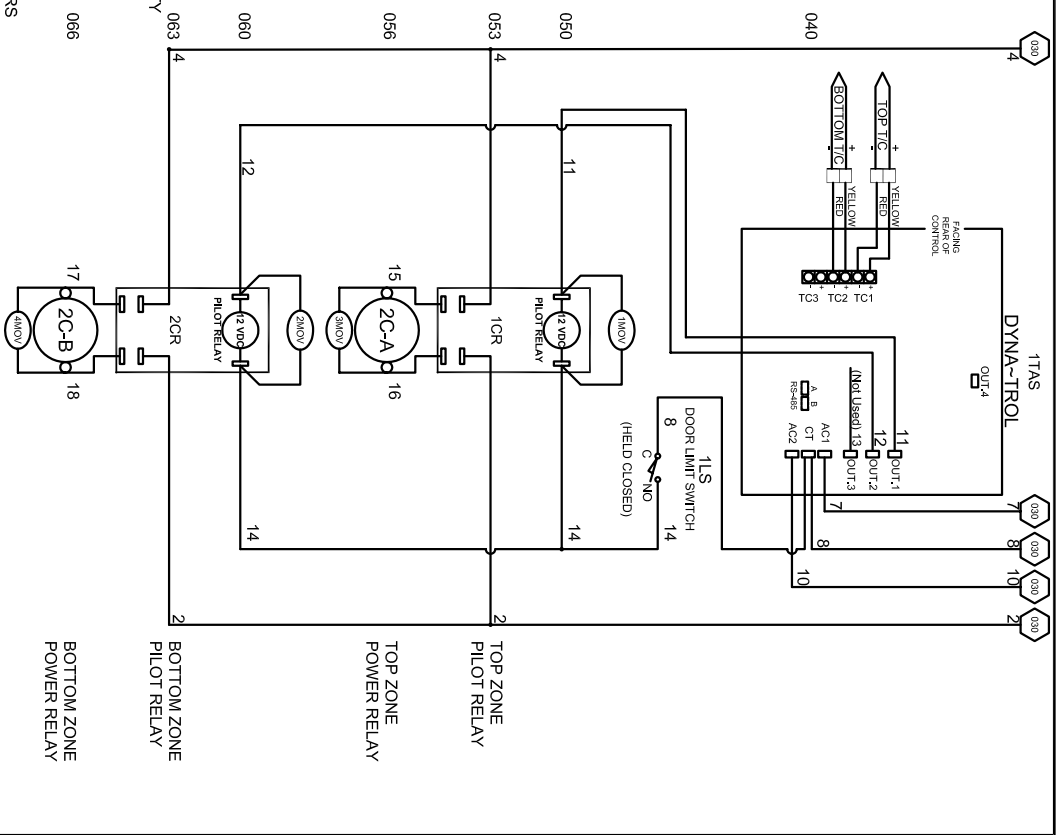 030
030
030
030
030
4
7
8
10
2
1TAS
DYNA~TROL
OUT.4
FACING
REAR OF
CONTROL
TOP T/C
+
-
YELLOW
RED
BOTTOM T/C
+
-
YELLOW
RED
TC1
TC2
TC3
+
-
+
-
+
-
040
11
OUT.1
12
OUT.2
(Not Used) 13
OUT.3
AC1
CT
AC2
A
B
RS-485
7
8
10
1LS
DOOR LIMIT SWITCH
8
C
NO
14
(HELD CLOSED)
050
11
1MOV
12 VDC
PILOT RELAY
14
053
4
1CR
2
TOP ZONE
PILOT RELAY
056
15
2C-A
16
3MOV
TOP ZONE
POWER RELAY
060
12
2MOV
12 VDC
PILOT RELAY
14
063
4
2CR
2
BOTTOM ZONE
PILOT RELAY
TY
066
17
2C-B
18
4MOV
BOTTOM ZONE
POWER RELAY
RS